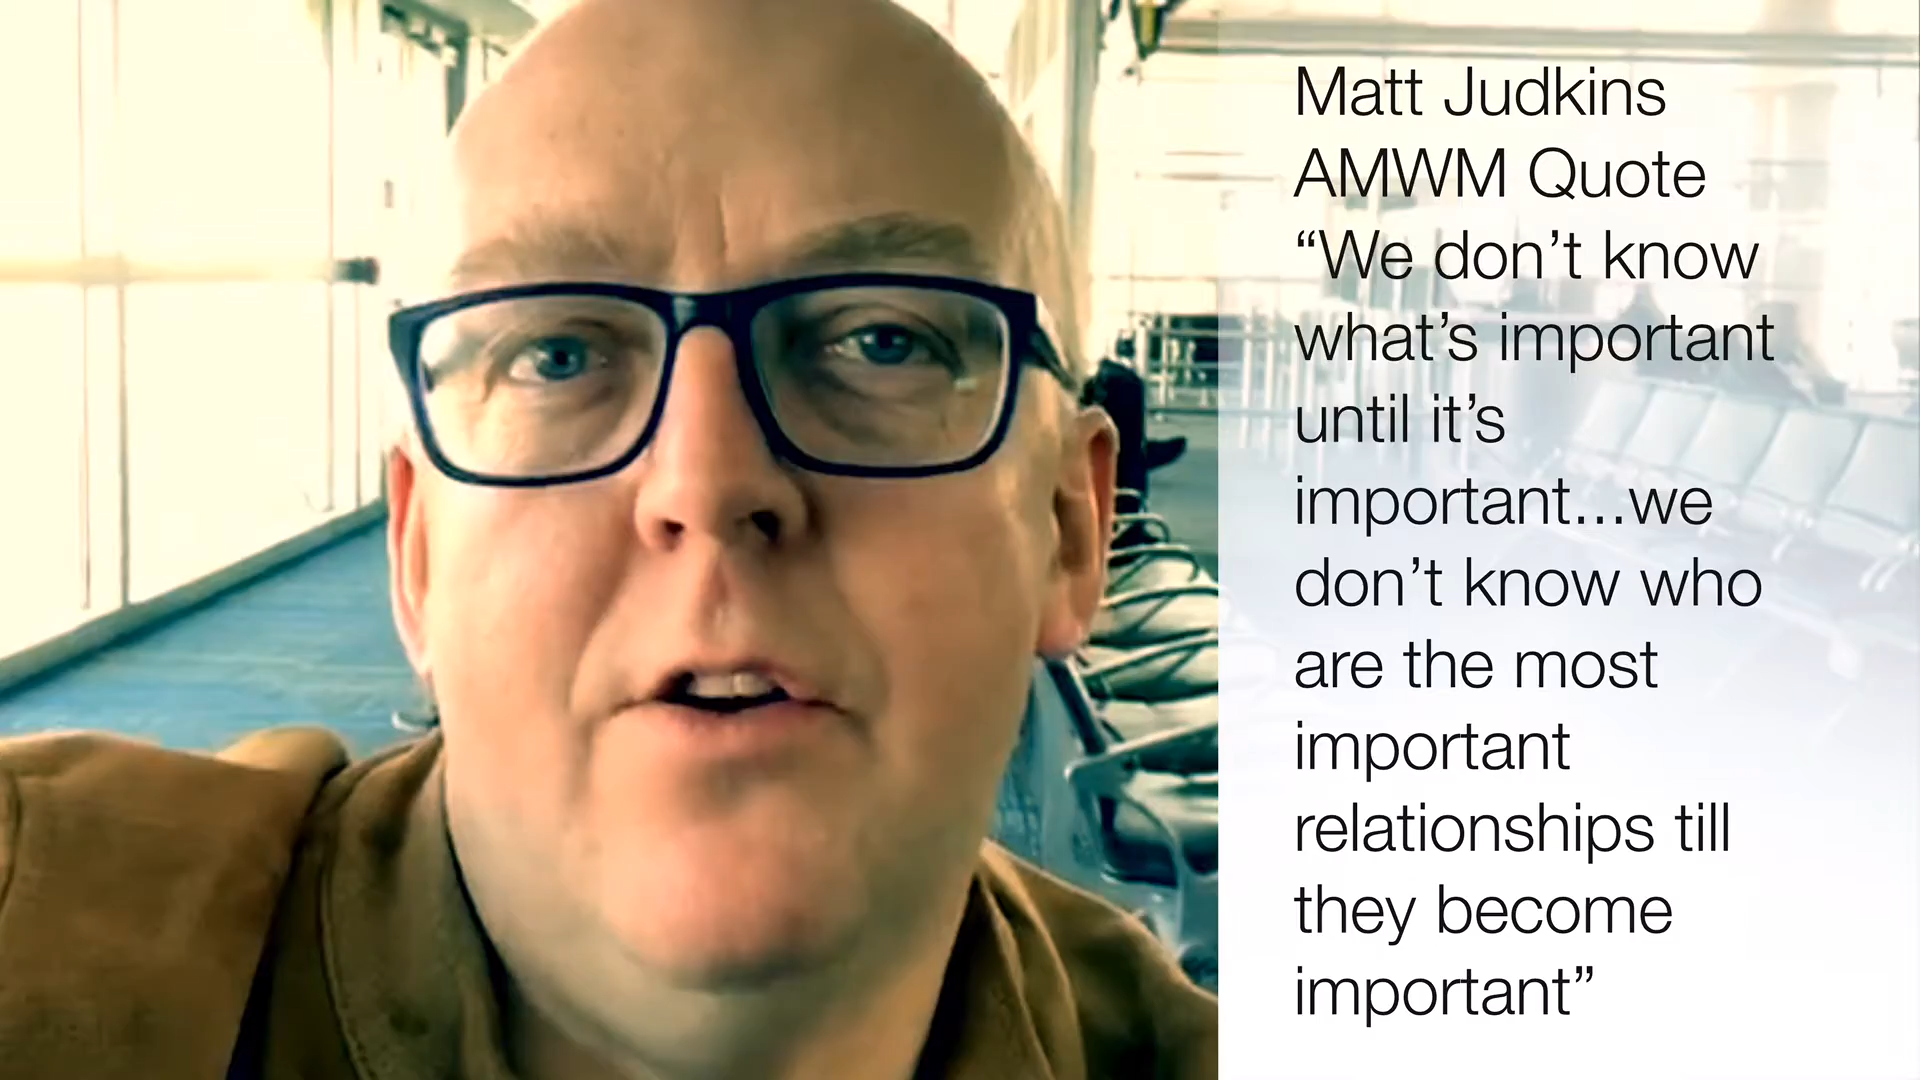 Matt Judkins
AMWM Quote
“We don’t know
what’s important
until it’s
important...we
don’t know who
are the most
important
relationships till
they become
important”